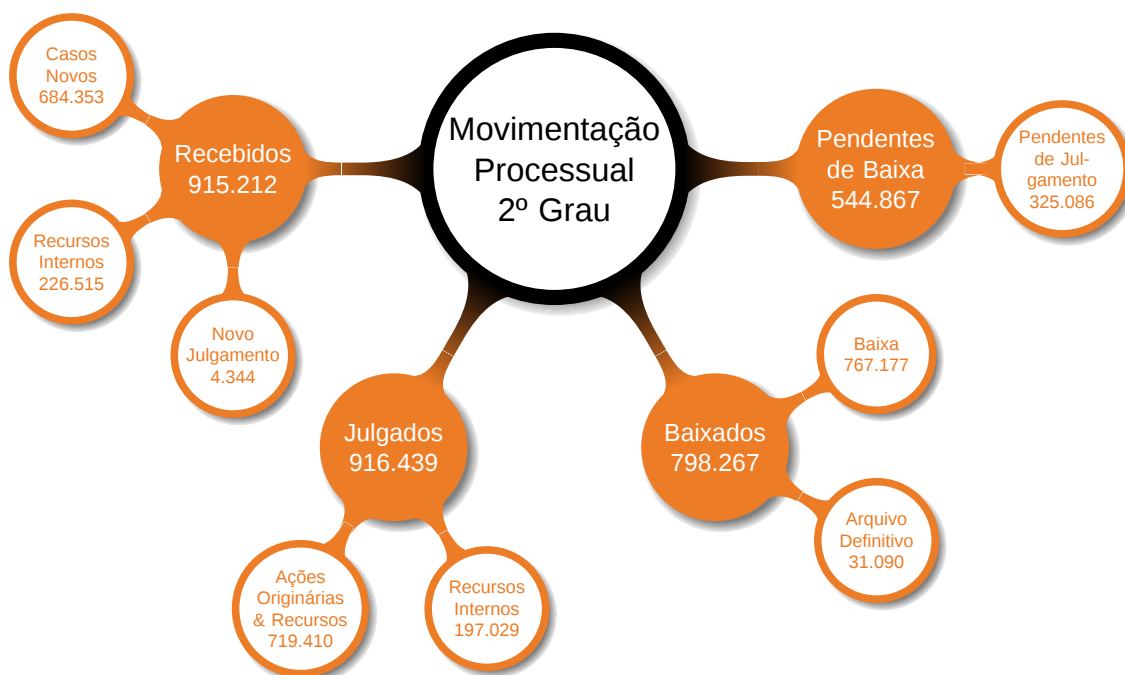 Movimentação
Processual
2º Grau
Recebidos
915.212
Casos
Novos
684.353
Recursos
Internos
226.515
Novo
Julgamento
4.344
Julgados
916.439
Ações
Originárias
& Recursos
719.410
Recursos
Internos
197.029
Baixados
798.267
Baixa
767.177
Arquivo
Definitivo
31.090
Pendentes
de Baixa
544.867
Pendentes
de Jul-
gamento
325.086